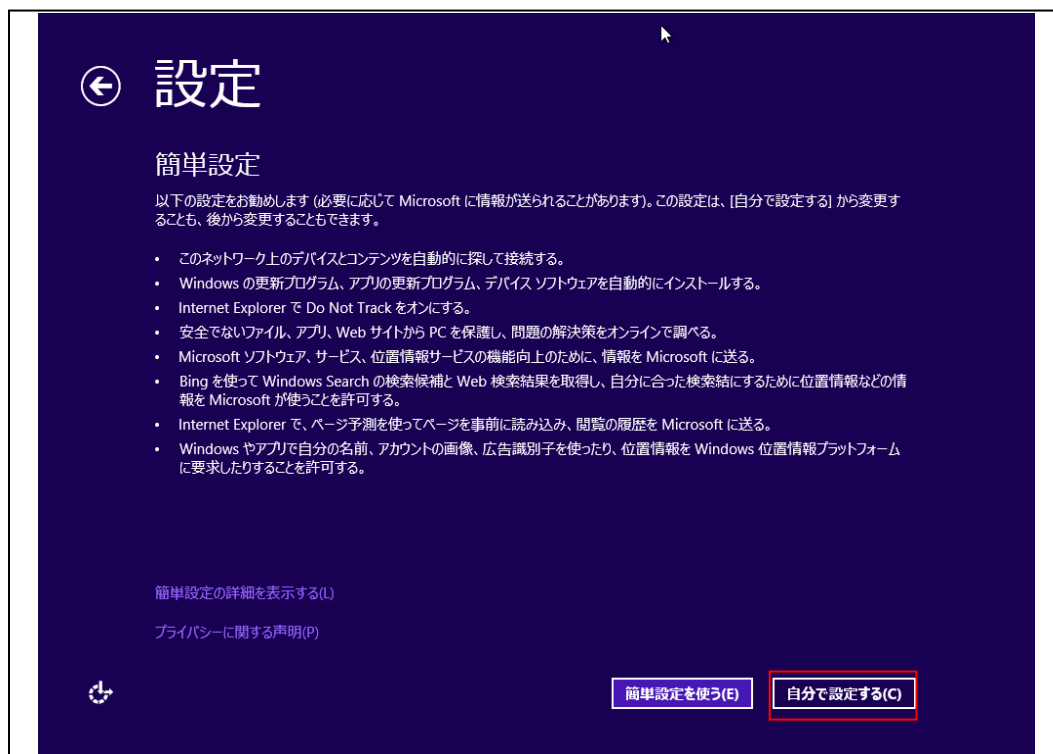 設定
簡単設定
以下の設定をお勧めします (必要に応じて Microsoft に情報が送られることがあります)。この設定は、[自分で設定する] から変更す
ることも、後から変更することもできます。
• このネットワーク上のデバイスとコンテンツを自動的に探して接続する。
• Windows の更新プログラム、アプリの更新プログラム、デバイス ソフトウェアを自動的にインストールする。
• Internet Explorer で Do Not Track をオンにする。
• 安全でないファイル、アプリ、Web サイトから PC を保護し、問題の解決策をオンラインで調べる。
• Microsoft ソフトウェア、サービス、位置情報サービスの機能向上のために、情報を Microsoft に送る。
• Bing を使って Windows Search の検索候補と Web 検索結果を取得し、自分に合った検索結にするために位置情報などの情
報を Microsoft が使うことを許可する。
• Internet Explorer で、ページ予測を使ってページを事前に読み込み、閲覧の履歴を Microsoft に送る。
• Windows やアプリで自分の名前、アカウントの画像、広告識別子を使ったり、位置情報を Windows 位置情報プラットフォーム
に要求したりすることを許可する。
簡単設定の詳細を表示する(L)
プライバシーに関する声明(P)
簡単設定を使う(E)
自分で設定する(C)